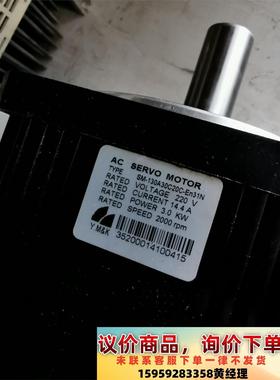 AC SERVO MOTOR
TYPE SM-130A30C20C-En31N
RATED VOLTAGE 220 V
RATED CURRENT 14.4 A
RATED POWER 3.0 KW
RATED SPEED 2000 rpm
Y.M&K
35200014100415
议价商品
询价下单
未联系客服下单一律不发货
15959283358黄经理